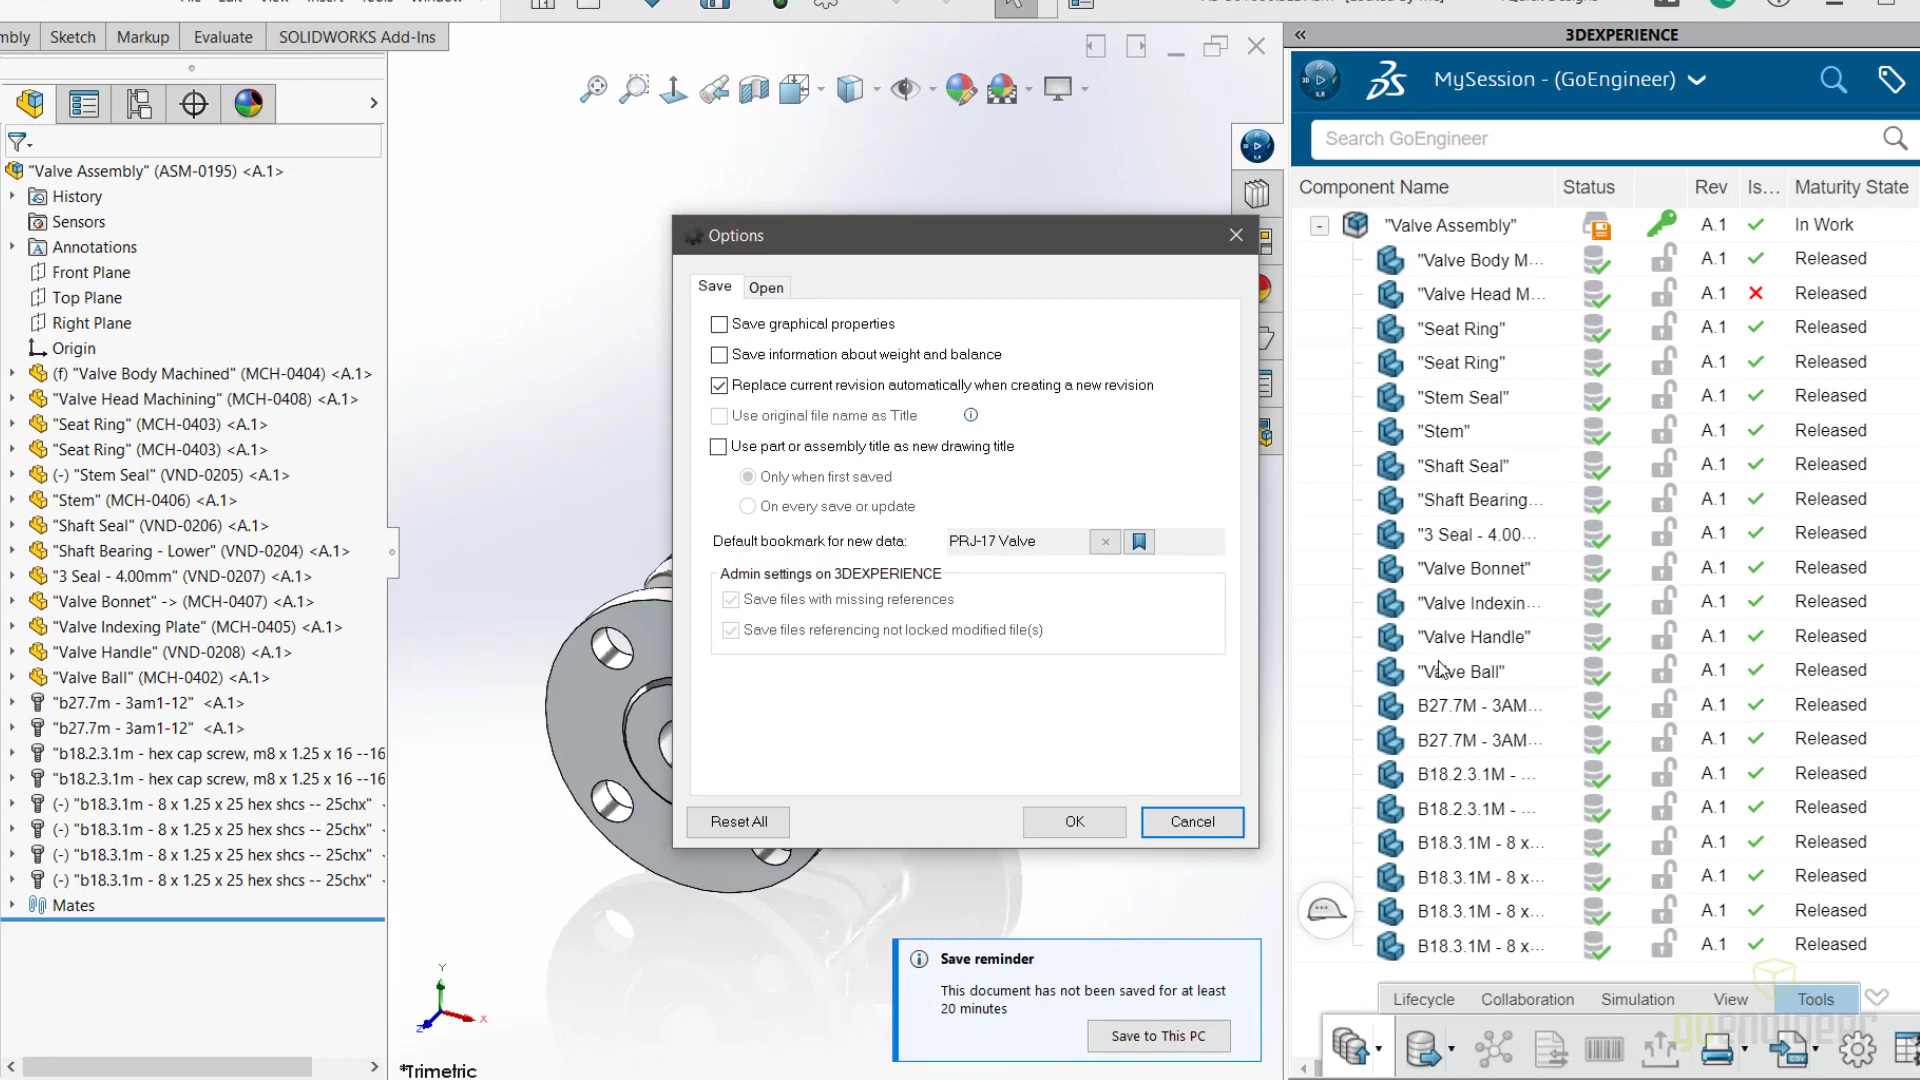 Sketch
Markup
Evaluate
SOLIDWORKS Add-Ins
"Valve Assembly" (ASM-0195) <A.1>
History
Sensors
Annotations
Front Plane
Top Plane
Right Plane
Origin
(f) "Valve Body Machined" (MCH-0404) <A.1>
"Valve Head Machining" (MCH-0408) <A.1>
"Seat Ring" (MCH-0403) <A.1>
"Seat Ring" (MCH-0403) <A.1>
(-) "Stem Seal" (VND-0205) <A.1>
"Stem" (MCH-0406) <A.1>
"Shaft Seal" (VND-0206) <A.1>
"Shaft Bearing - Lower" (VND-0204) <A.1>
"3 Seal - 4.00mm" (VND-0207) <A.1>
"Valve Bonnet" -> (MCH-0407) <A.1>
"Valve Indexing Plate" (MCH-0405) <A.1>
"Valve Handle" (VND-0208) <A.1>
"Valve Ball" (MCH-0402) <A.1>
"b27.7m - 3am1-12" <A.1>
"b27.7m - 3am1-12" <A.1>
"b18.2.3.1m - hex cap screw, m8 x 1.25 x 16 --16
"b18.2.3.1m - hex cap screw, m8 x 1.25 x 16 --16
(-) "b18.3.1m - 8 x 1.25 x 25 hex shcs -- 25chx"
(-) "b18.3.1m - 8 x 1.25 x 25 hex shcs -- 25chx"
(-) "b18.3.1m - 8 x 1.25 x 25 hex shcs -- 25chx"
(-) "b18.3.1m - 8 x 1.25 x 25 hex shcs -- 25chx"
Mates
Y
X
Z
*Trimetric
Options
Save
Open
Save graphical properties
Save information about weight and balance
Replace current revision automatically when creating a new revision
Use original file name as Title
Use part or assembly title as new drawing title
Only when first saved
On every save or update
Default bookmark for new data: PRJ-17 Valve
Admin settings on 3DEXPERIENCE
Save files with missing references
Save files referencing not locked modified file(s)
Reset All
OK
Cancel
Save reminder
This document has not been saved for at least
20 minutes
Save to This PC
3DEXPERIENCE
MySession - (GoEngineer)
Search GoEngineer
Component Name Status Rev Is... Maturity State
"Valve Assembly" A.1 In Work
"Valve Body M... A.1 Released
"Valve Head M... A.1 Released
"Seat Ring" A.1 Released
"Seat Ring" A.1 Released
"Stem Seal" A.1 Released
"Stem" A.1 Released
"Shaft Seal" A.1 Released
"Shaft Bearing... A.1 Released
"3 Seal - 4.00... A.1 Released
"Valve Bonnet" A.1 Released
"Valve Indexin... A.1 Released
"Valve Handle" A.1 Released
"Valve Ball" A.1 Released
B27.7M - 3AM... A.1 Released
B27.7M - 3AM... A.1 Released
B18.2.3.1M - ... A.1 Released
B18.2.3.1M - ... A.1 Released
B18.3.1M - 8 x... A.1 Released
B18.3.1M - 8 x... A.1 Released
B18.3.1M - 8 x... A.1 Released
B18.3.1M - 8 x... A.1 Released
Lifecycle
Collaboration
Simulation
View
Tools
goengineer